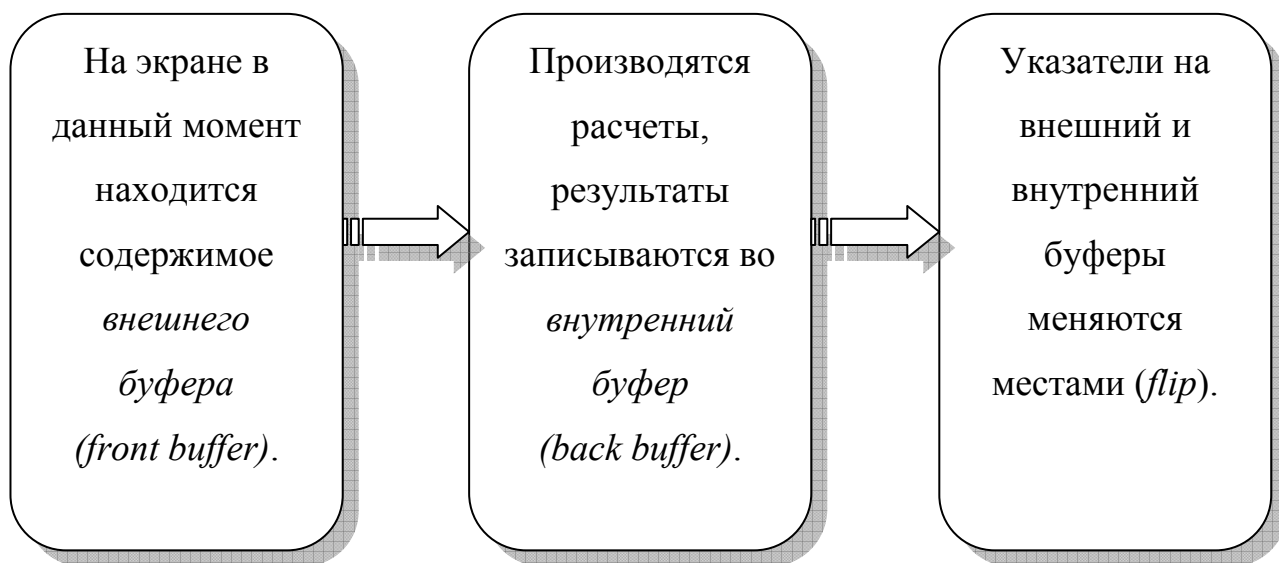 На экране в
данный момент
находится
содержимое
внешнего
буфера
(front buffer).
Производятся
расчеты,
результаты
записываются во
внутренний
буфер
(back buffer).
Указатели на
внешний и
внутренний
буферы
меняются
местами (flip).